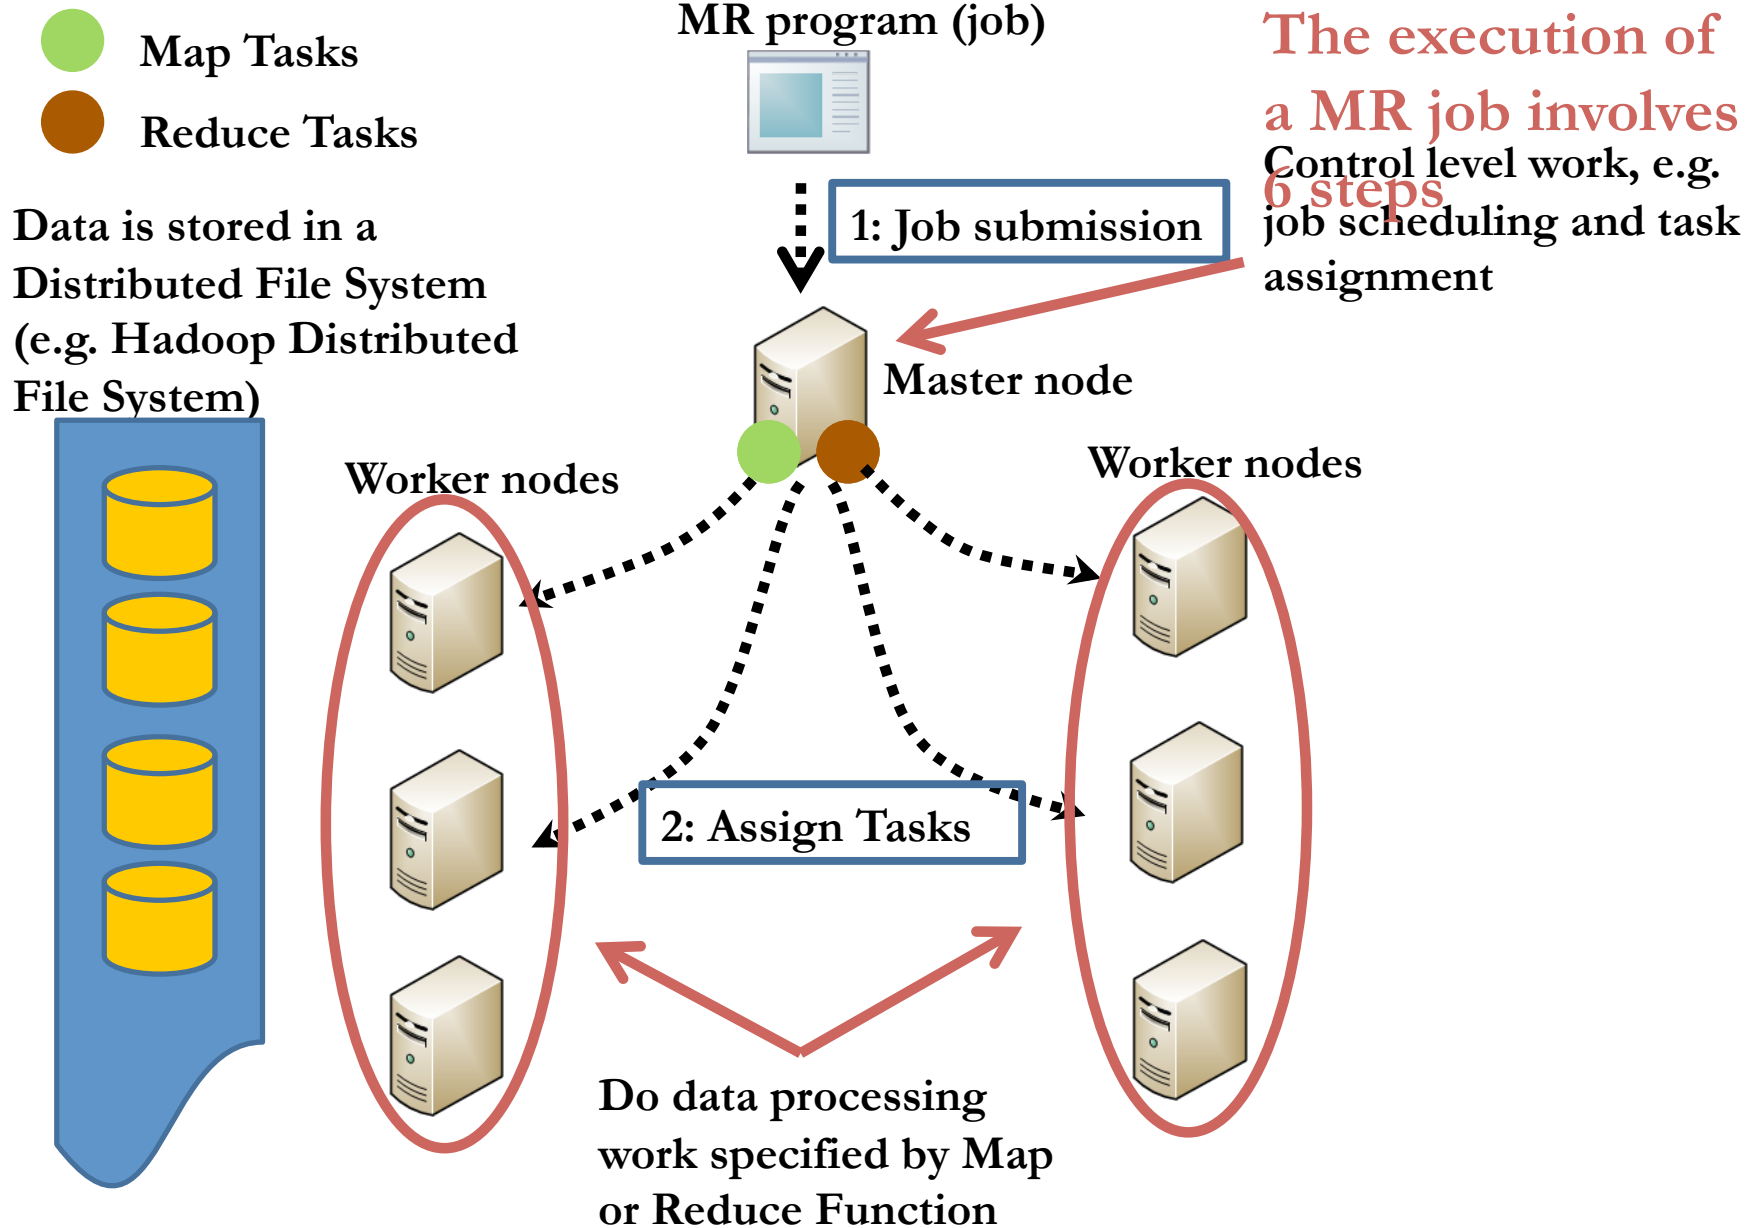 Map Tasks
Reduce Tasks
MR program (job)
The execution of
a MR job involves
6 steps
Control level work, e.g.
job scheduling and task
assignment
Data is stored in a
Distributed File System
(e.g. Hadoop Distributed
File System)
1: Job submission
Master node
Worker nodes
Worker nodes
2: Assign Tasks
Do data processing
work specified by Map
or Reduce Function